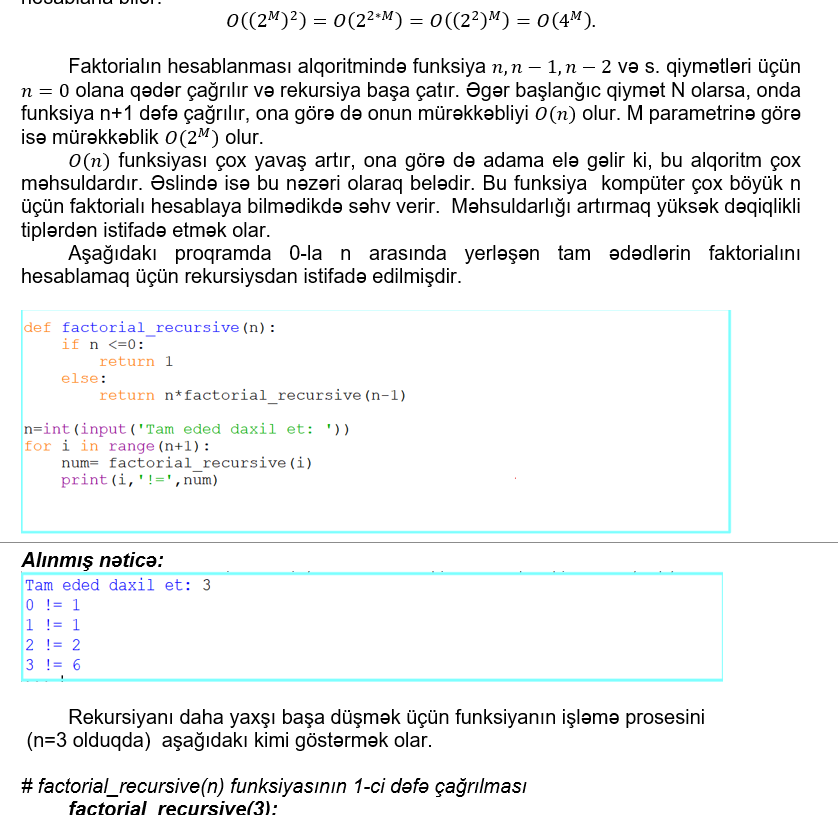 O((2^M)^2) = O(2^{2*M}) = O((2^2)^M) = O(4^M).
Faktorialın hesablanması alqoritmində funksiya n, n − 1, n − 2 və s. qiymətləri üçün
n = 0 olana qədər çağrılır və rekursiya başa çatır. Əgər başlanğıc qiymət N olarsa, onda
funksiya n+1 dəfə çağrılır, ona görə də onun mürəkkəbliyi O(n) olur. M parametrinə görə
isə mürəkkəblik O(2^M) olur.
O(n) funksiyası çox yavaş artır, ona görə də adama elə gəlir ki, bu alqoritm çox
məhsuldardır. Əslində isə bu nəzəri olaraq belədir. Bu funksiya kompüter çox böyük n
üçün faktorialı hesablaya bilmədikdə səhv verir. Məhsuldarlığı artırmaq yüksək dəqiqlikli
tiplərdən istifadə etmək olar.
Aşağıdakı proqramda 0-la n arasında yerləşən tam ədədlərin faktorialını
hesablamaq üçün rekursiysdan istifadə edilmişdir.
def factorial_recursive(n):
    if n <=0:
        return 1
    else:
        return n*factorial_recursive(n-1)
n=int(input('Tam eded daxil et: '))
for i in range(n+1):
    num= factorial_recursive(i)
    print(i,'!=',num)
Alınmış nəticə:
Tam eded daxil et: 3
0 != 1
1 != 1
2 != 2
3 != 6
Rekursiyanı daha yaxşı başa düşmək üçün funksiyanın işləmə prosesini
(n=3 olduqda) aşağıdakı kimi göstərmək olar.
# factorial_recursive(n) funksiyasının 1-ci dəfə çağrılması
factorial_recursive(3):